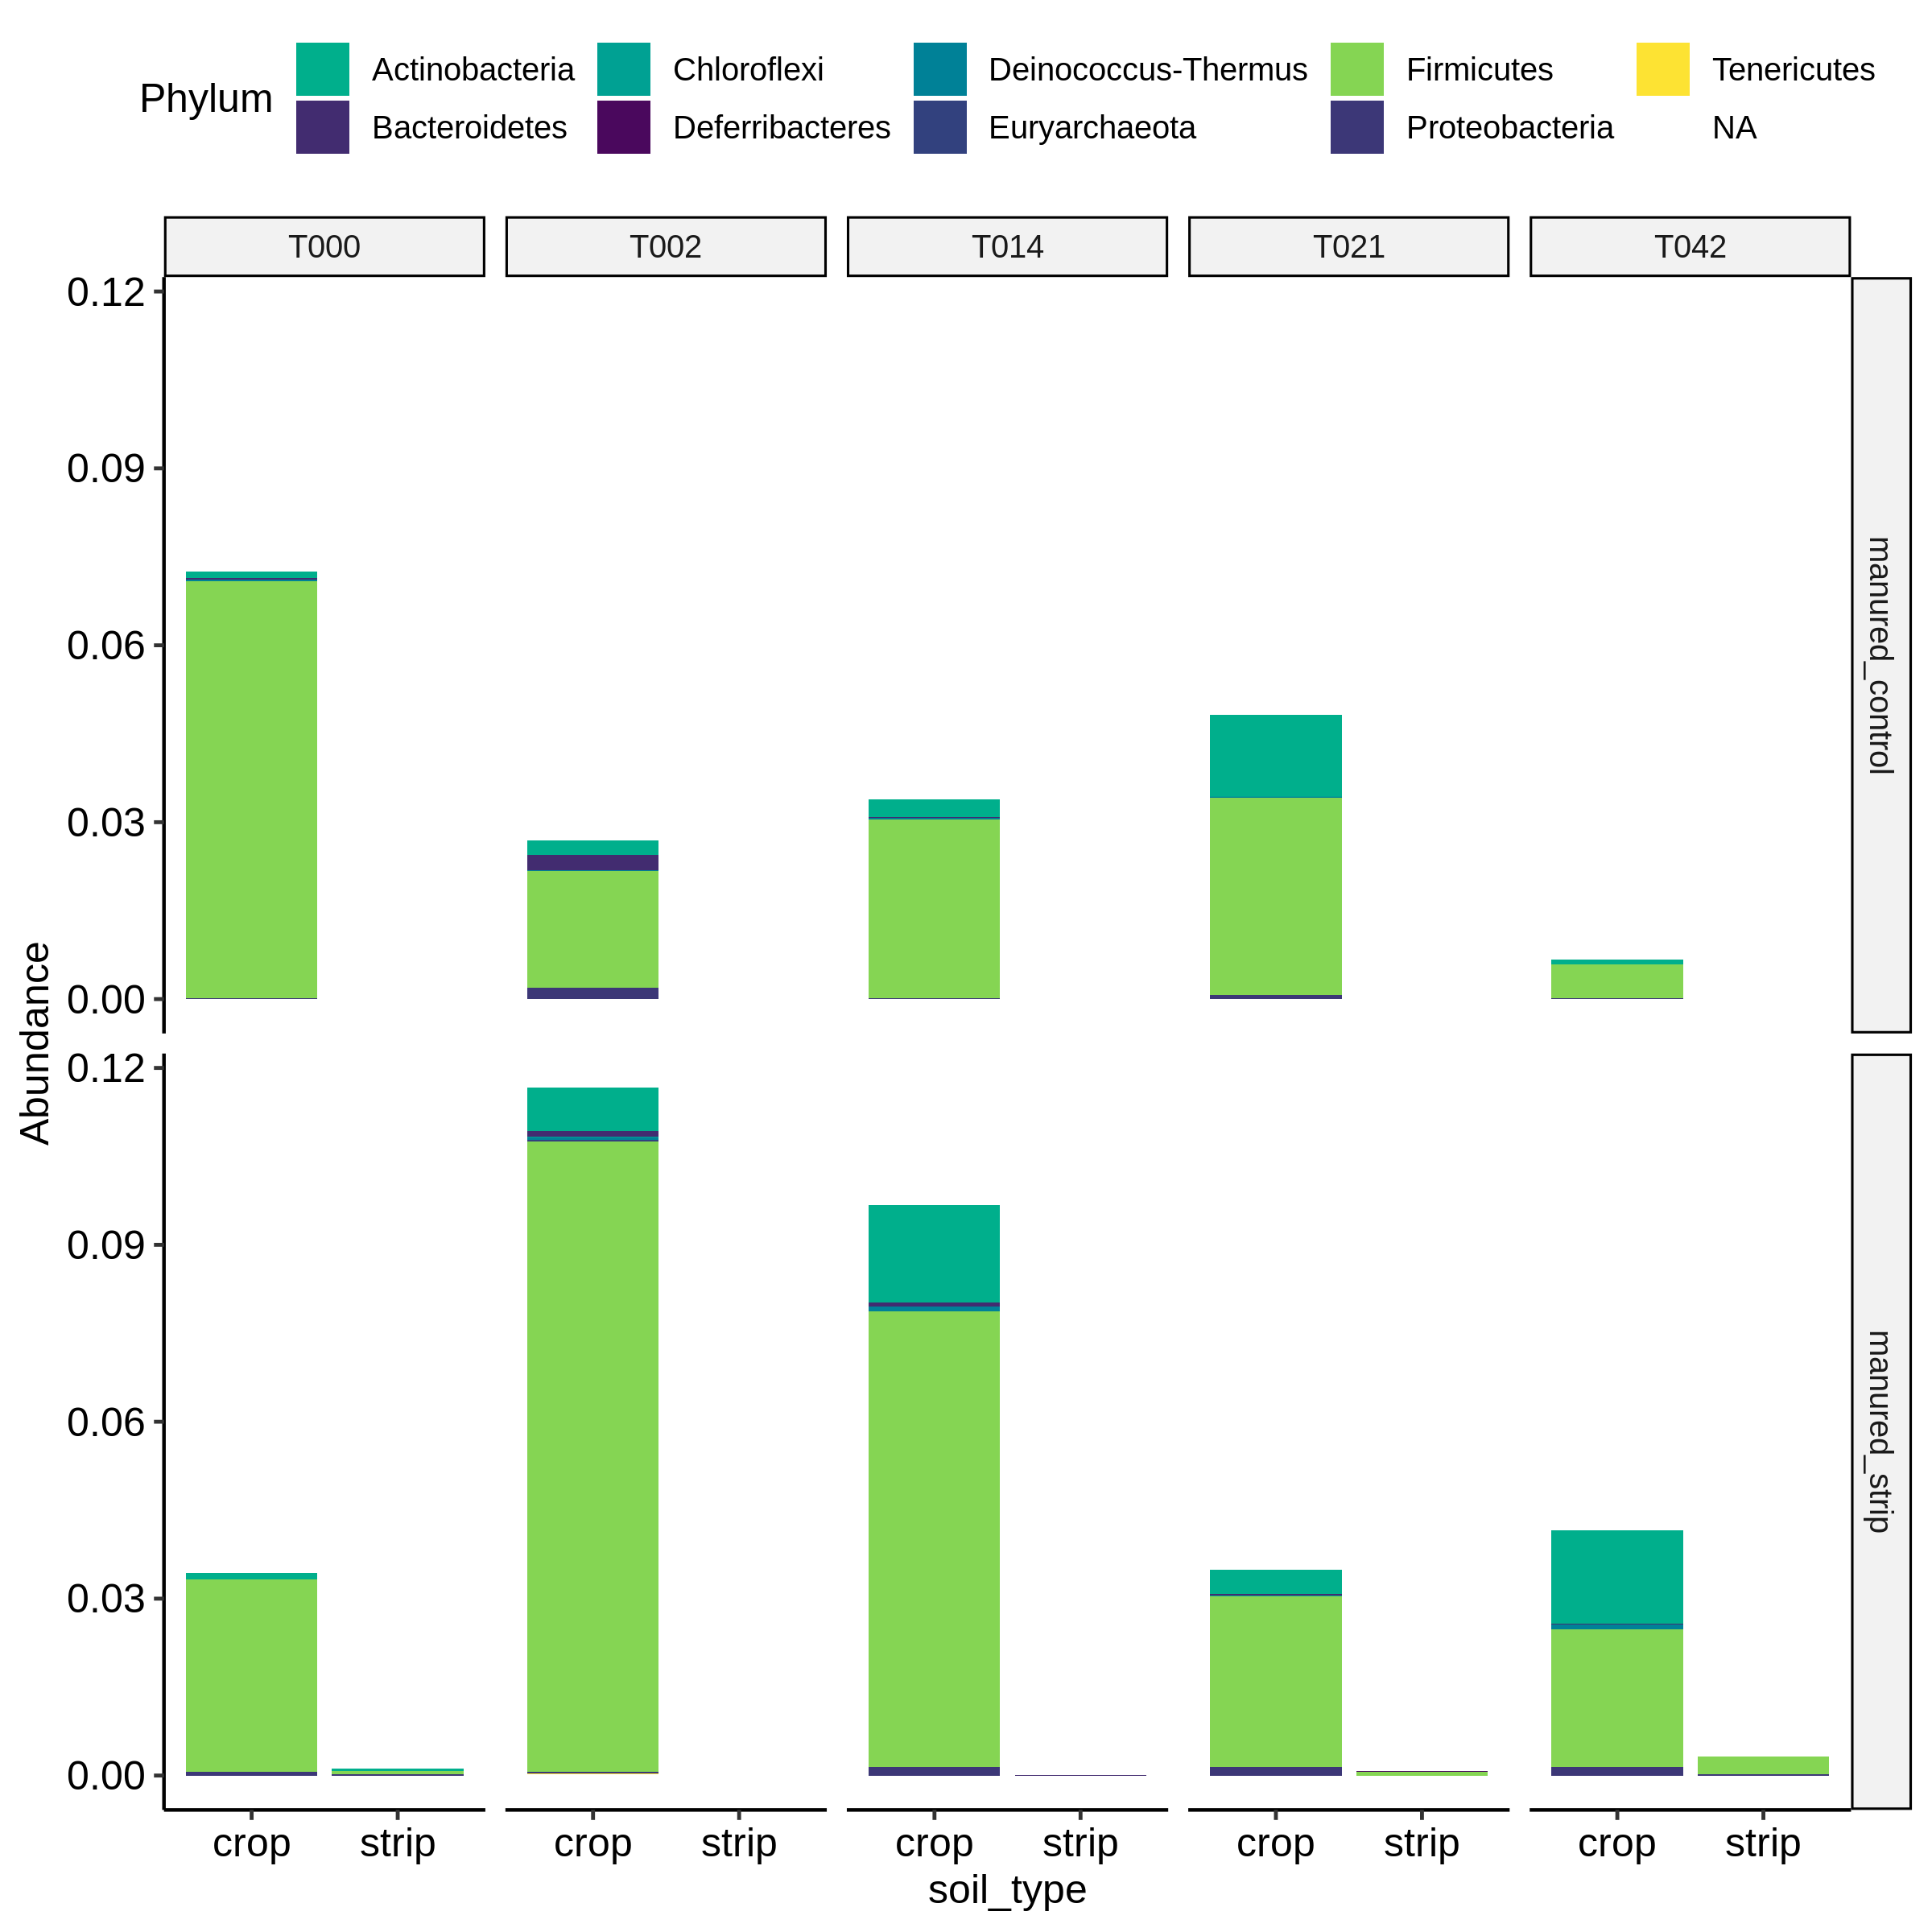 Phylum
Actinobacteria Chloroflexi Deinococcus-Thermus Firmicutes Tenericutes
Bacteroidetes Deferribacteres Euryarchaeota Proteobacteria NA
T000 T002 T014 T021 T042
0.12
0.09
0.06
0.03
0.00
manured_control
Abundance
0.12
0.09
0.06
0.03
0.00
manured_strip
crop strip crop strip crop strip crop strip crop strip
soil_type